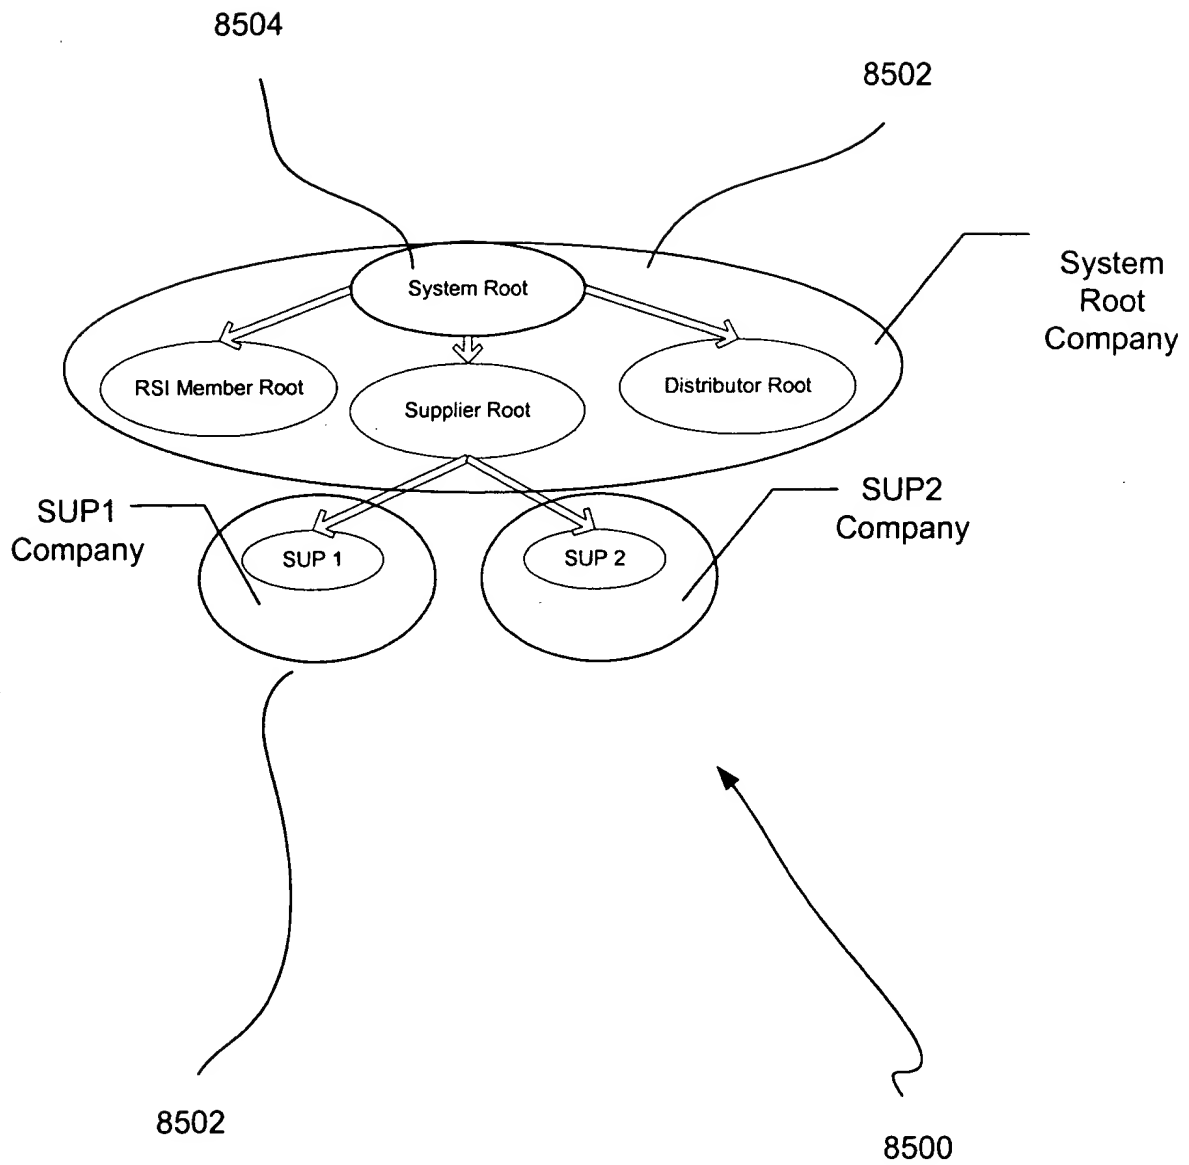 8504
8502
System Root
System
Root
Company
RSI Member Root
Supplier Root
Distributor Root
SUP1
Company
SUP2
Company
SUP 1
SUP 2
8502
8500